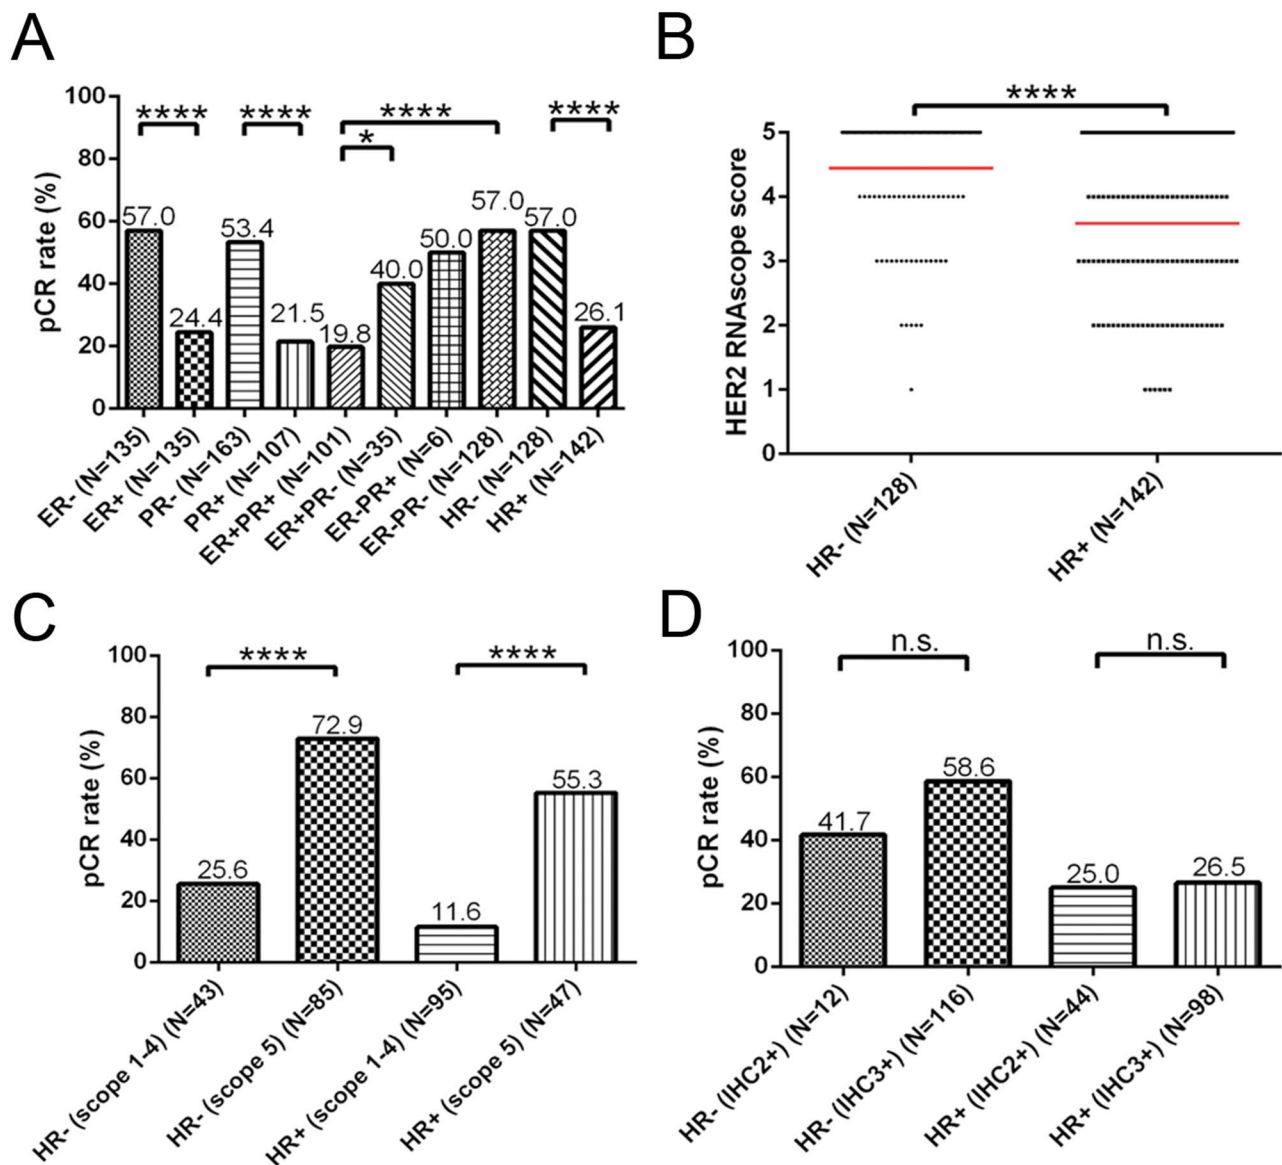 A
pCR rate (%)
100
80
60
40
20
0
****
****
****
*
****
57.0
24.4
53.4
21.5
19.8
40.0
50.0
57.0
57.0
26.1
ER- (N=135)
ER+ (N=135)
PR- (N=163)
PR+ (N=107)
ER+PR+ (N=101)
ER+PR- (N=35)
ER-PR+ (N=6)
ER-PR- (N=128)
HR- (N=128)
HR+ (N=142)
B
HER2 RNAscope score
5
4
3
2
1
0
****
HR- (N=128)
HR+ (N=142)
C
pCR rate (%)
100
80
60
40
20
0
****
****
25.6
72.9
11.6
55.3
HR- (scope 1-4) (N=43)
HR- (scope 5) (N=85)
HR+ (scope 1-4) (N=95)
HR+ (scope 5) (N=47)
D
pCR rate (%)
100
80
60
40
20
0
n.s.
n.s.
41.7
58.6
25.0
26.5
HR- (IHC2+) (N=12)
HR- (IHC3+) (N=116)
HR+ (IHC2+) (N=44)
HR+ (IHC3+) (N=98)